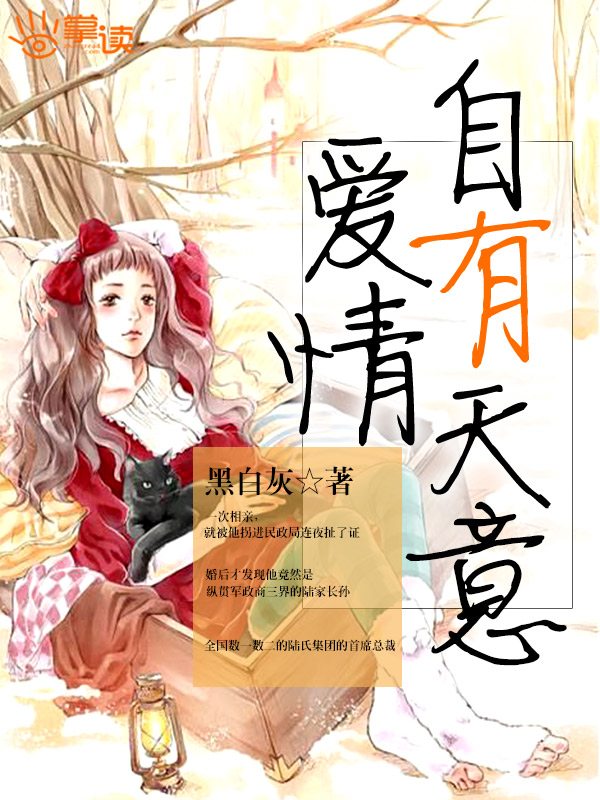 掌读
爱情
自有天意
黑白灰☆著
一次相亲,
就被他拐进民政局连夜扯了证
婚后才发现他竟然是
纵贯军政商三界的陆家长孙
全国数一数二的陆氏集团的首席总裁